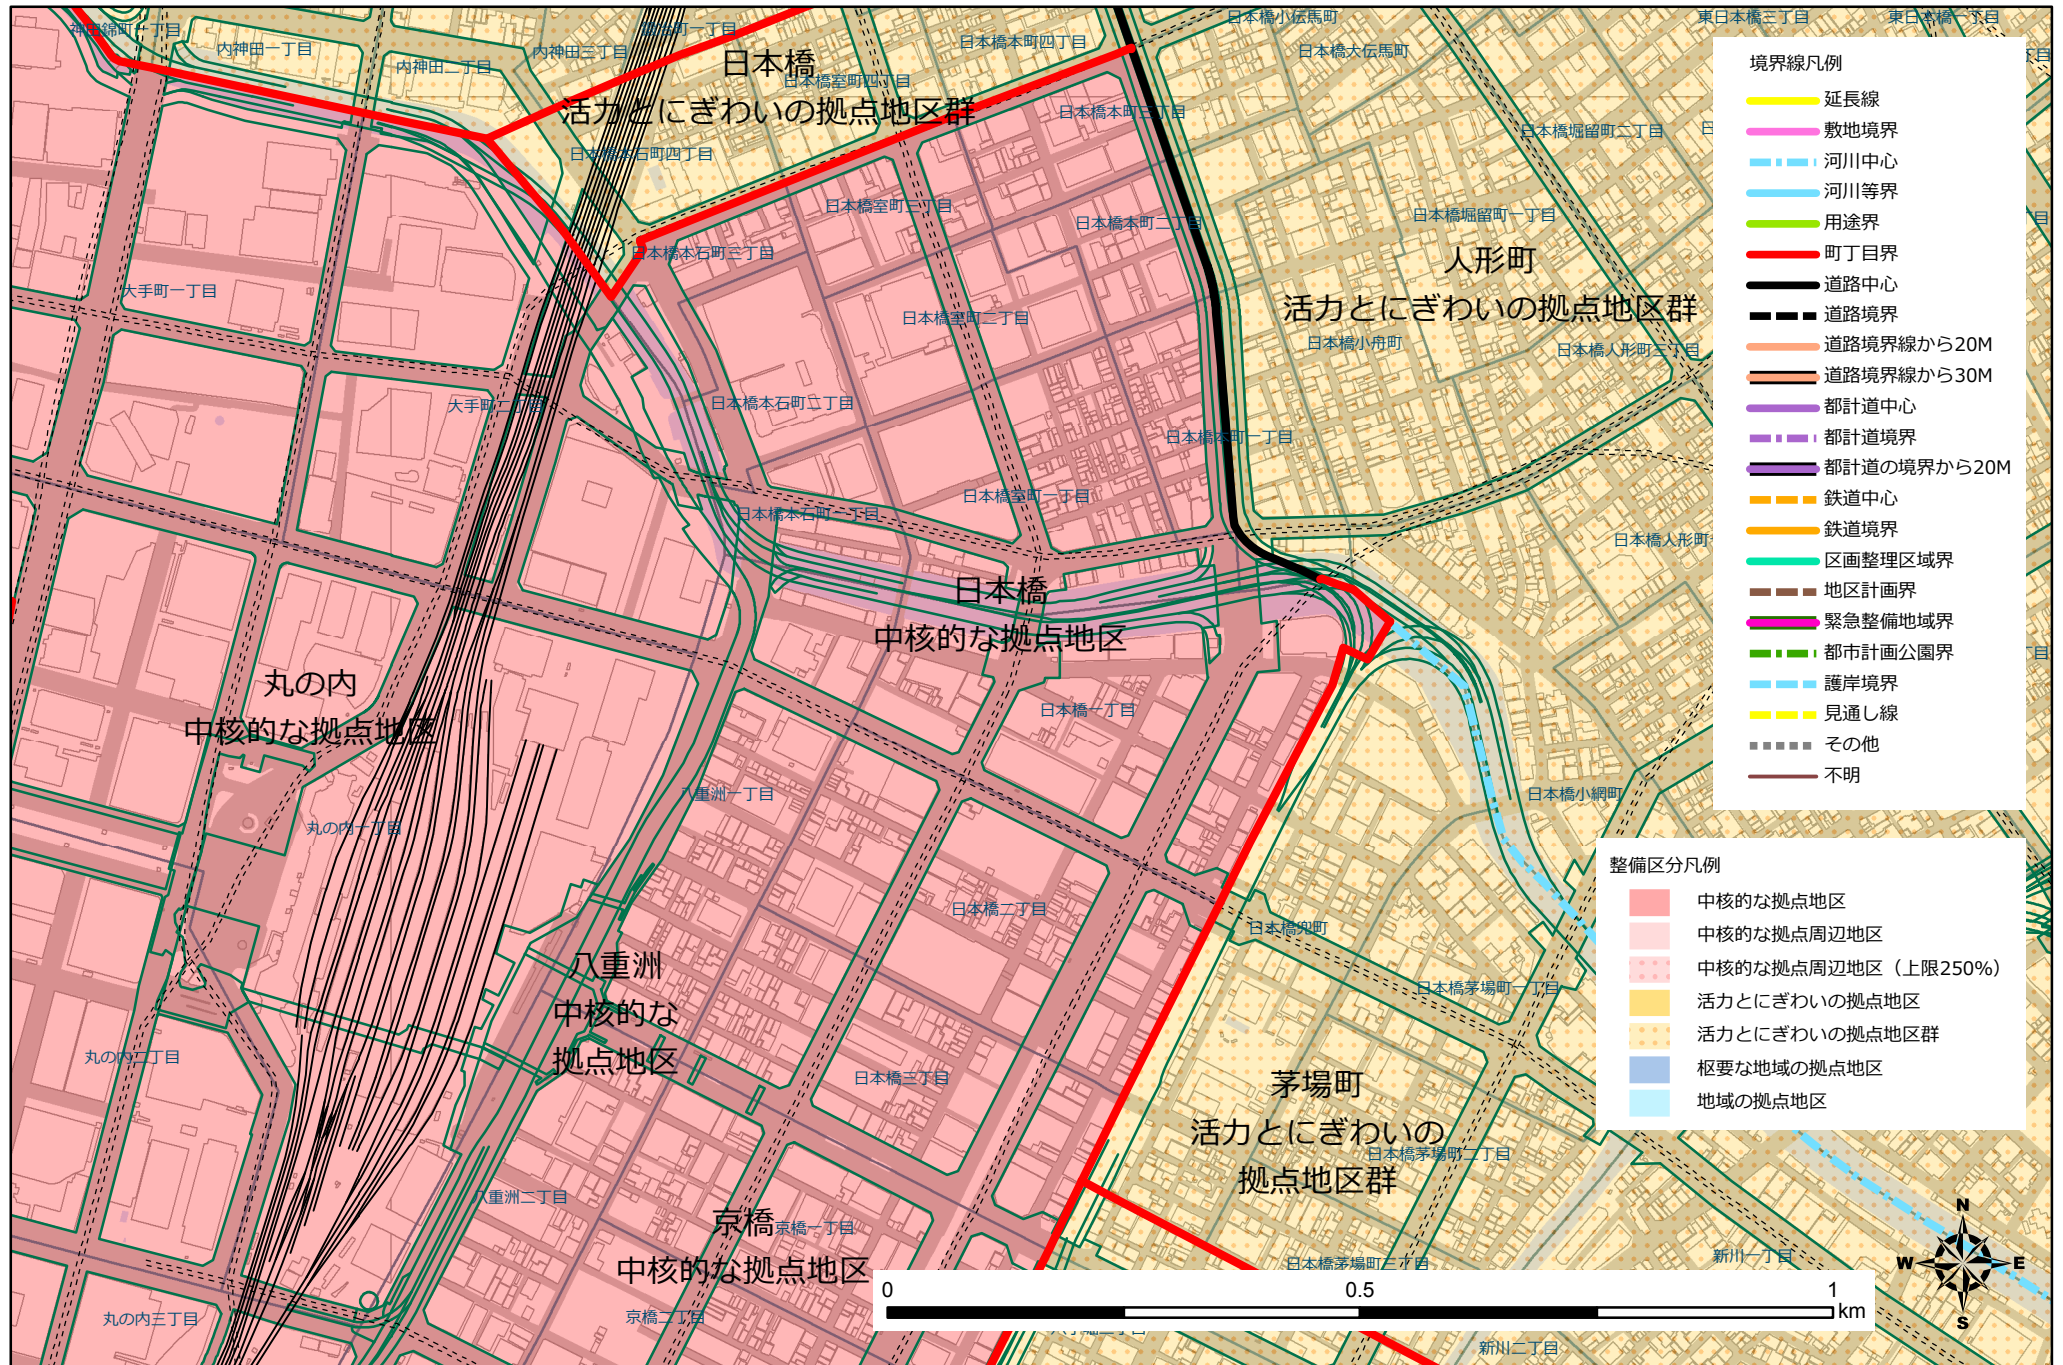 神田錦町一丁目
内神田一丁目
内神田二丁目
内神田三丁目
鍛冶町一丁目
日本橋本町四丁目
日本橋小伝馬町
日本橋大伝馬町
東日本橋三丁目
東日本橋一丁目
日本橋
活力とにぎわいの拠点地区群
日本橋室町四丁目
日本橋本町三丁目
日本橋堀留町二丁目
日本橋本石町四丁目
日本橋室町三丁目
日本橋本町二丁目
日本橋堀留町一丁目
日本橋本石町三丁目
人形町
活力とにぎわいの拠点地区群
大手町一丁目
日本橋室町二丁目
日本橋小舟町
日本橋人形町三丁目
大手町二丁目
日本橋本石町二丁目
日本橋本町一丁目
日本橋室町一丁目
日本橋本石町一丁目
日本橋人形町
日本橋
中核的な拠点地区
丸の内
中核的な拠点地区
日本橋一丁目
八重洲一丁目
日本橋小網町
丸の内一丁目
日本橋二丁目
日本橋兜町
八重洲
中核的な
拠点地区
日本橋茅場町一丁目
丸の内二丁目
日本橋三丁目
茅場町
活力とにぎわいの
拠点地区群
日本橋茅場町二丁目
八重洲二丁目
京橋
中核的な拠点地区
京橋一丁目
日本橋茅場町三丁目
新川一丁目
丸の内三丁目
京橋二丁目
新川二丁目
境界線凡例
延長線
敷地境界
河川中心
河川等界
用途界
町丁目界
道路中心
道路境界
道路境界線から20M
道路境界線から30M
都計道中心
都計道境界
都計道の境界から20M
鉄道中心
鉄道境界
区画整理区域界
地区計画界
緊急整備地域界
都市計画公園界
護岸境界
見通し線
その他
不明
整備区分凡例
中核的な拠点地区
中核的な拠点周辺地区
中核的な拠点周辺地区（上限250%）
活力とにぎわいの拠点地区
活力とにぎわいの拠点地区群
枢要な地域の拠点地区
地域の拠点地区
N
W E
S
0 0.5 1
km